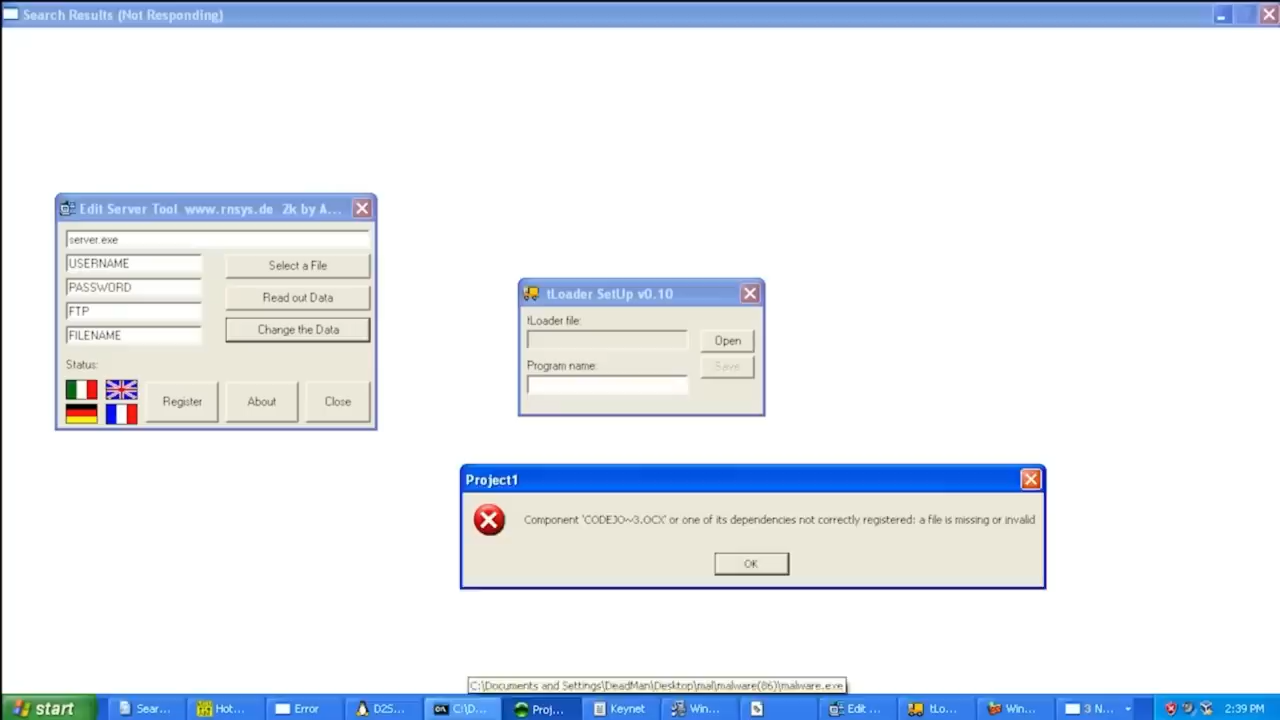 Search Results (Not Responding)
Edit Server Tool www.rnsys.de 2k by A...
server.exe
USERNAME
Select a File
PASSWORD
Read out Data
FTP
Change the Data
FILENAME
Status:
Register
About
Close
tLoader SetUp v0.10
tLoader file:
Open
Program name:
Save
Project1
Component 'CODEJO~3.OCX' or one of its dependencies not correctly registered: a file is missing or invalid
OK
C:\Documents and Settings\DeadMan\Desktop\mal\malware(86)\malware.exe
start
Sear...
Hot...
Error
D2S...
C:\D...
Proj...
Keynet
Win...
Edit ...
tLo...
Win...
3 N...
2:39 PM